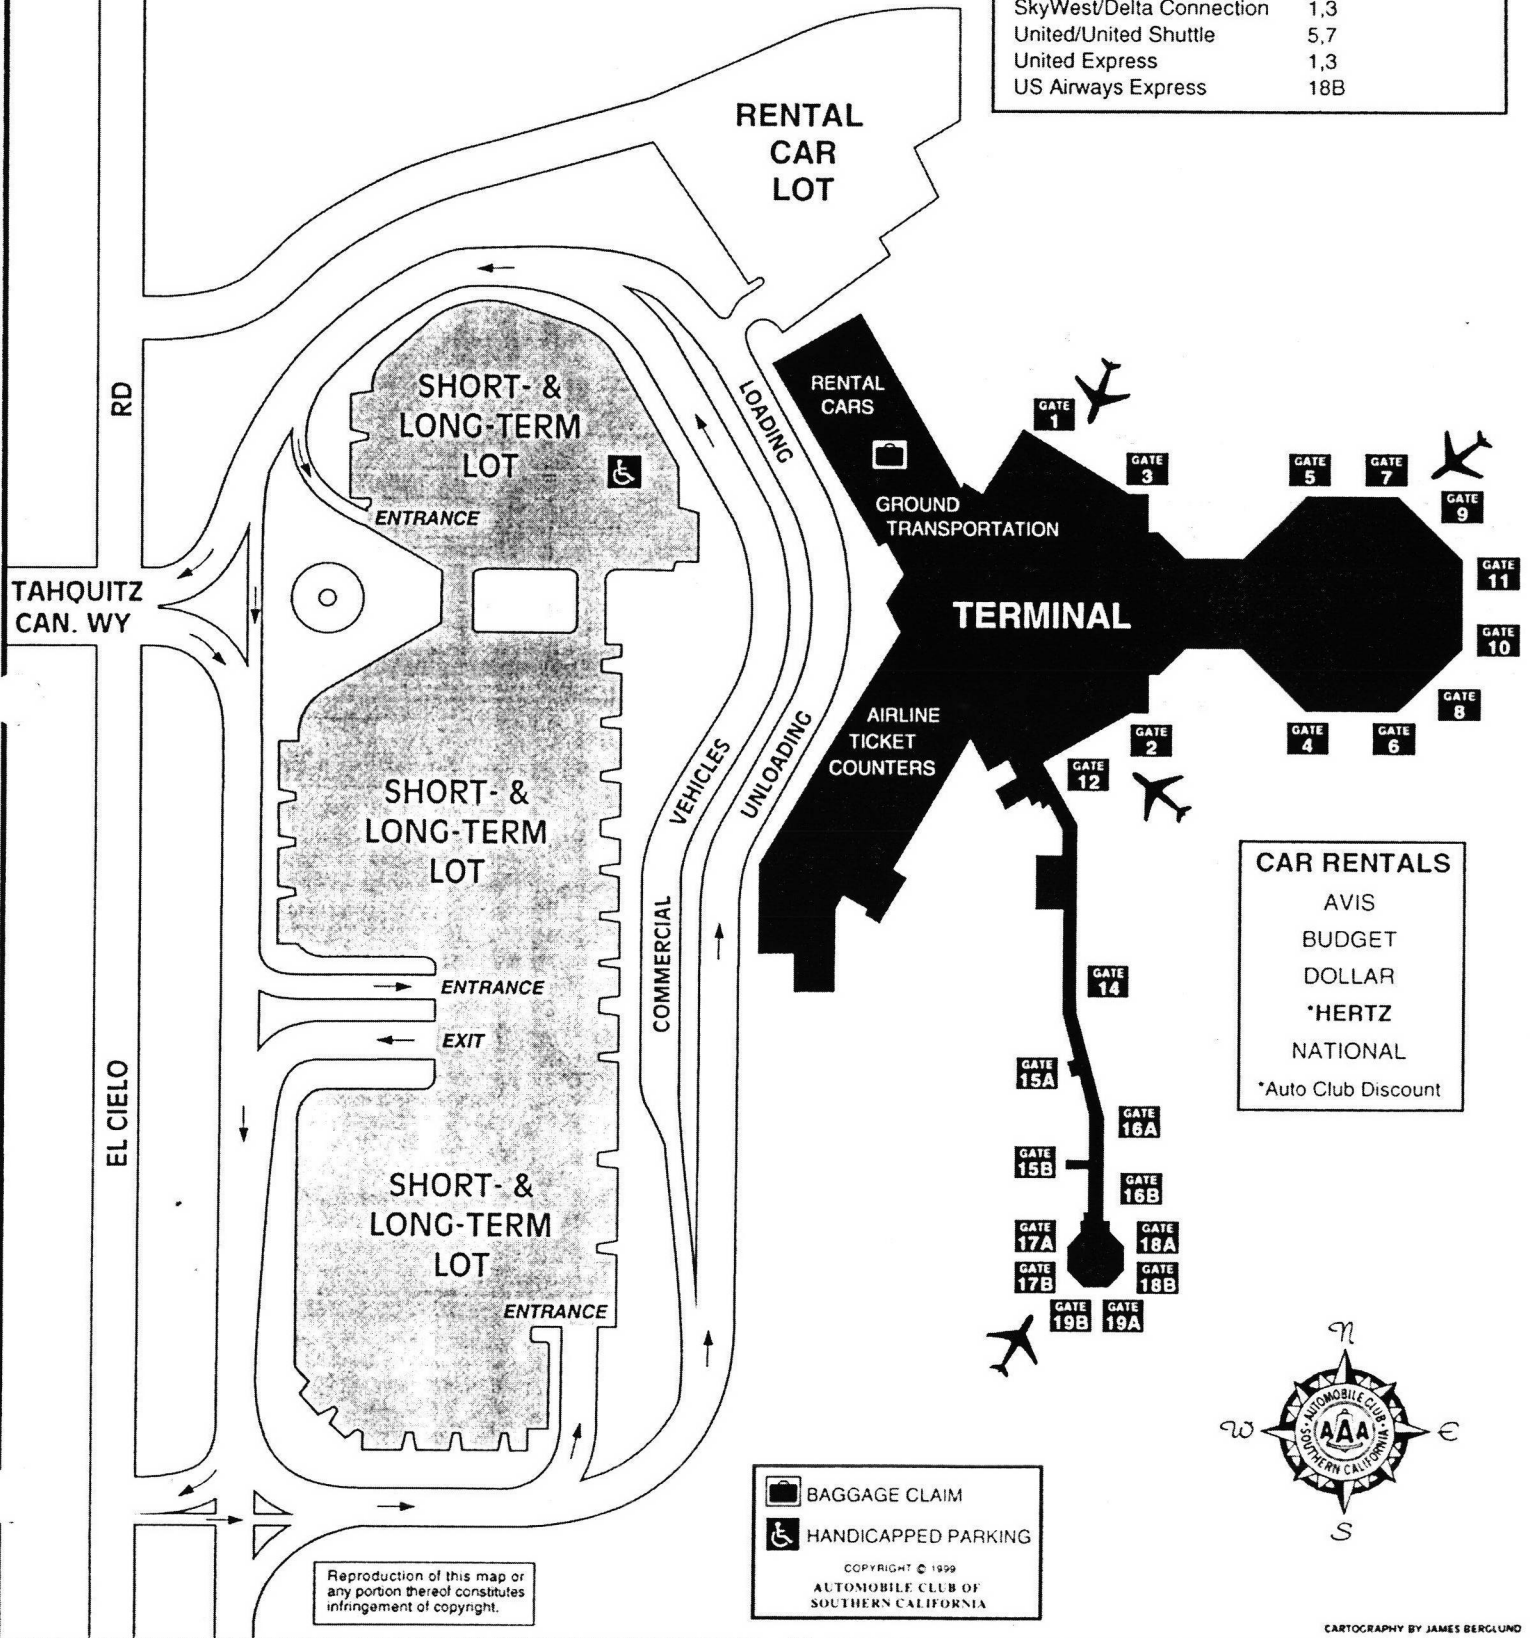 SkyWest/Delta Connection 1,3
United/United Shuttle 5,7
United Express 1,3
US Airways Express 18B
RENTAL
CAR
LOT
RD
SHORT- &
LONG-TERM
LOT
ENTRANCE
LOADING
RENTAL
CARS
GROUND
TRANSPORTATION
GATE
1
GATE
3
GATE
5
GATE
7
GATE
9
GATE
11
GATE
10
GATE
8
GATE
6
GATE
4
GATE
2
GATE
12
TERMINAL
TAHQUITZ
CAN. WY
AIRLINE
TICKET
COUNTERS
SHORT- &
LONG-TERM
LOT
VEHICLES
UNLOADING
COMMERCIAL
ENTRANCE
EXIT
EL CIELO
CAR RENTALS
AVIS
BUDGET
DOLLAR
*HERTZ
NATIONAL
*Auto Club Discount
GATE
14
GATE
15A
GATE
16A
GATE
15B
GATE
16B
GATE
17A
GATE
18A
GATE
17B
GATE
18B
GATE
19B
GATE
19A
SHORT- &
LONG-TERM
LOT
ENTRANCE
N
W
E
S
AUTOMOBILE CLUB
AAA
SOUTHERN CALIFORNIA
BAGGAGE CLAIM
HANDICAPPED PARKING
COPYRIGHT © 1999
AUTOMOBILE CLUB OF
SOUTHERN CALIFORNIA
Reproduction of this map or
any portion thereof constitutes
infringement of copyright.
CARTOGRAPHY BY JAMES BERGLUND